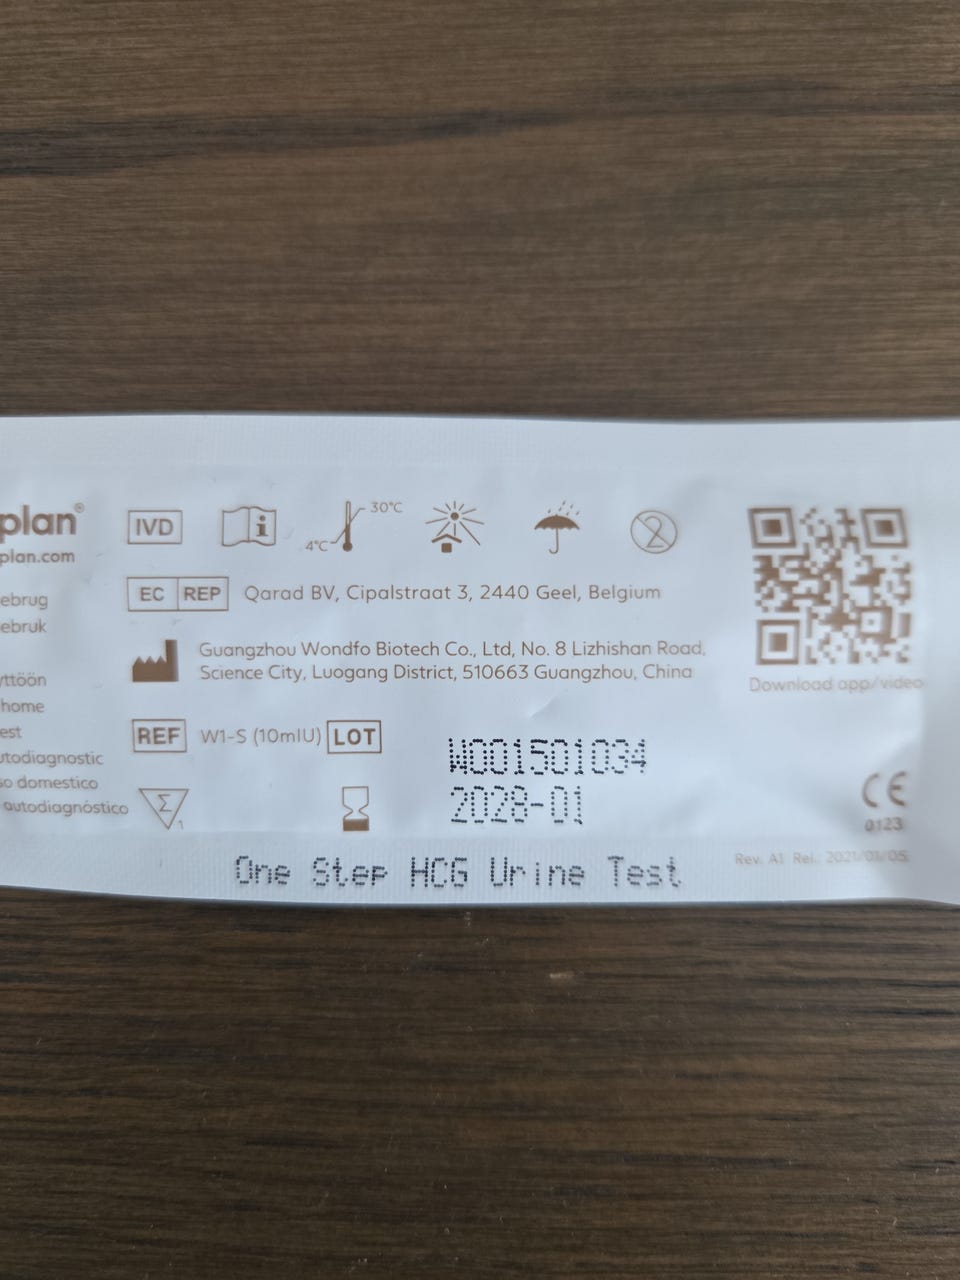 plan®
plan.com
ebrug
ebruk
yttöön
home
est
utodiagnostic
so domestico
autodiagnóstico
IVD
i
4°C
30°C
2
EC REP Qarad BV, Cipalstraat 3, 2440 Geel, Belgium
Guangzhou Wondfo Biotech Co., Ltd, No. 8 Lizhishan Road,
Science City, Luogang District, 510663 Guangzhou, China
REF W1-S (10mIU) LOT W001501034
Σ 1
2028-01
One Step HCG Urine Test
Download app/video
CE
0123
Rev. A1 Rel.: 2021/01/05